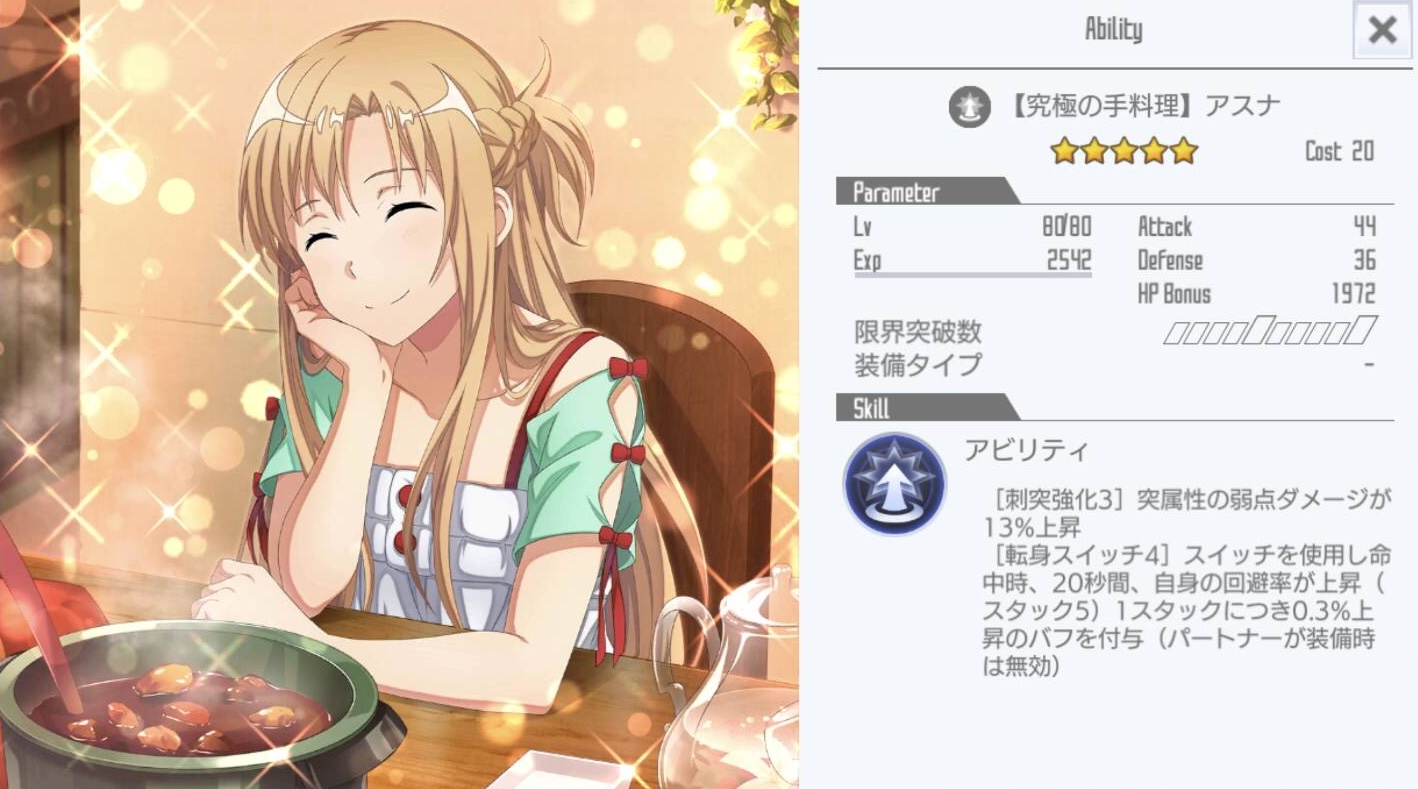 Ability
【究極の手料理】アスナ
Cost 20
Parameter
Lv 80/80
Attack 44
Exp 2542
Defense 36
HP Bonus 1972
限界突破数
装備タイプ -
Skill
アビリティ
［刺突強化3］突属性の弱点ダメージが
13%上昇
［転身スイッチ4］スイッチを使用し命
中時、20秒間、自身の回避率が上昇（
スタック5）1スタックにつき0.3%上
昇のバフを付与（パートナーが装備時
は無効）